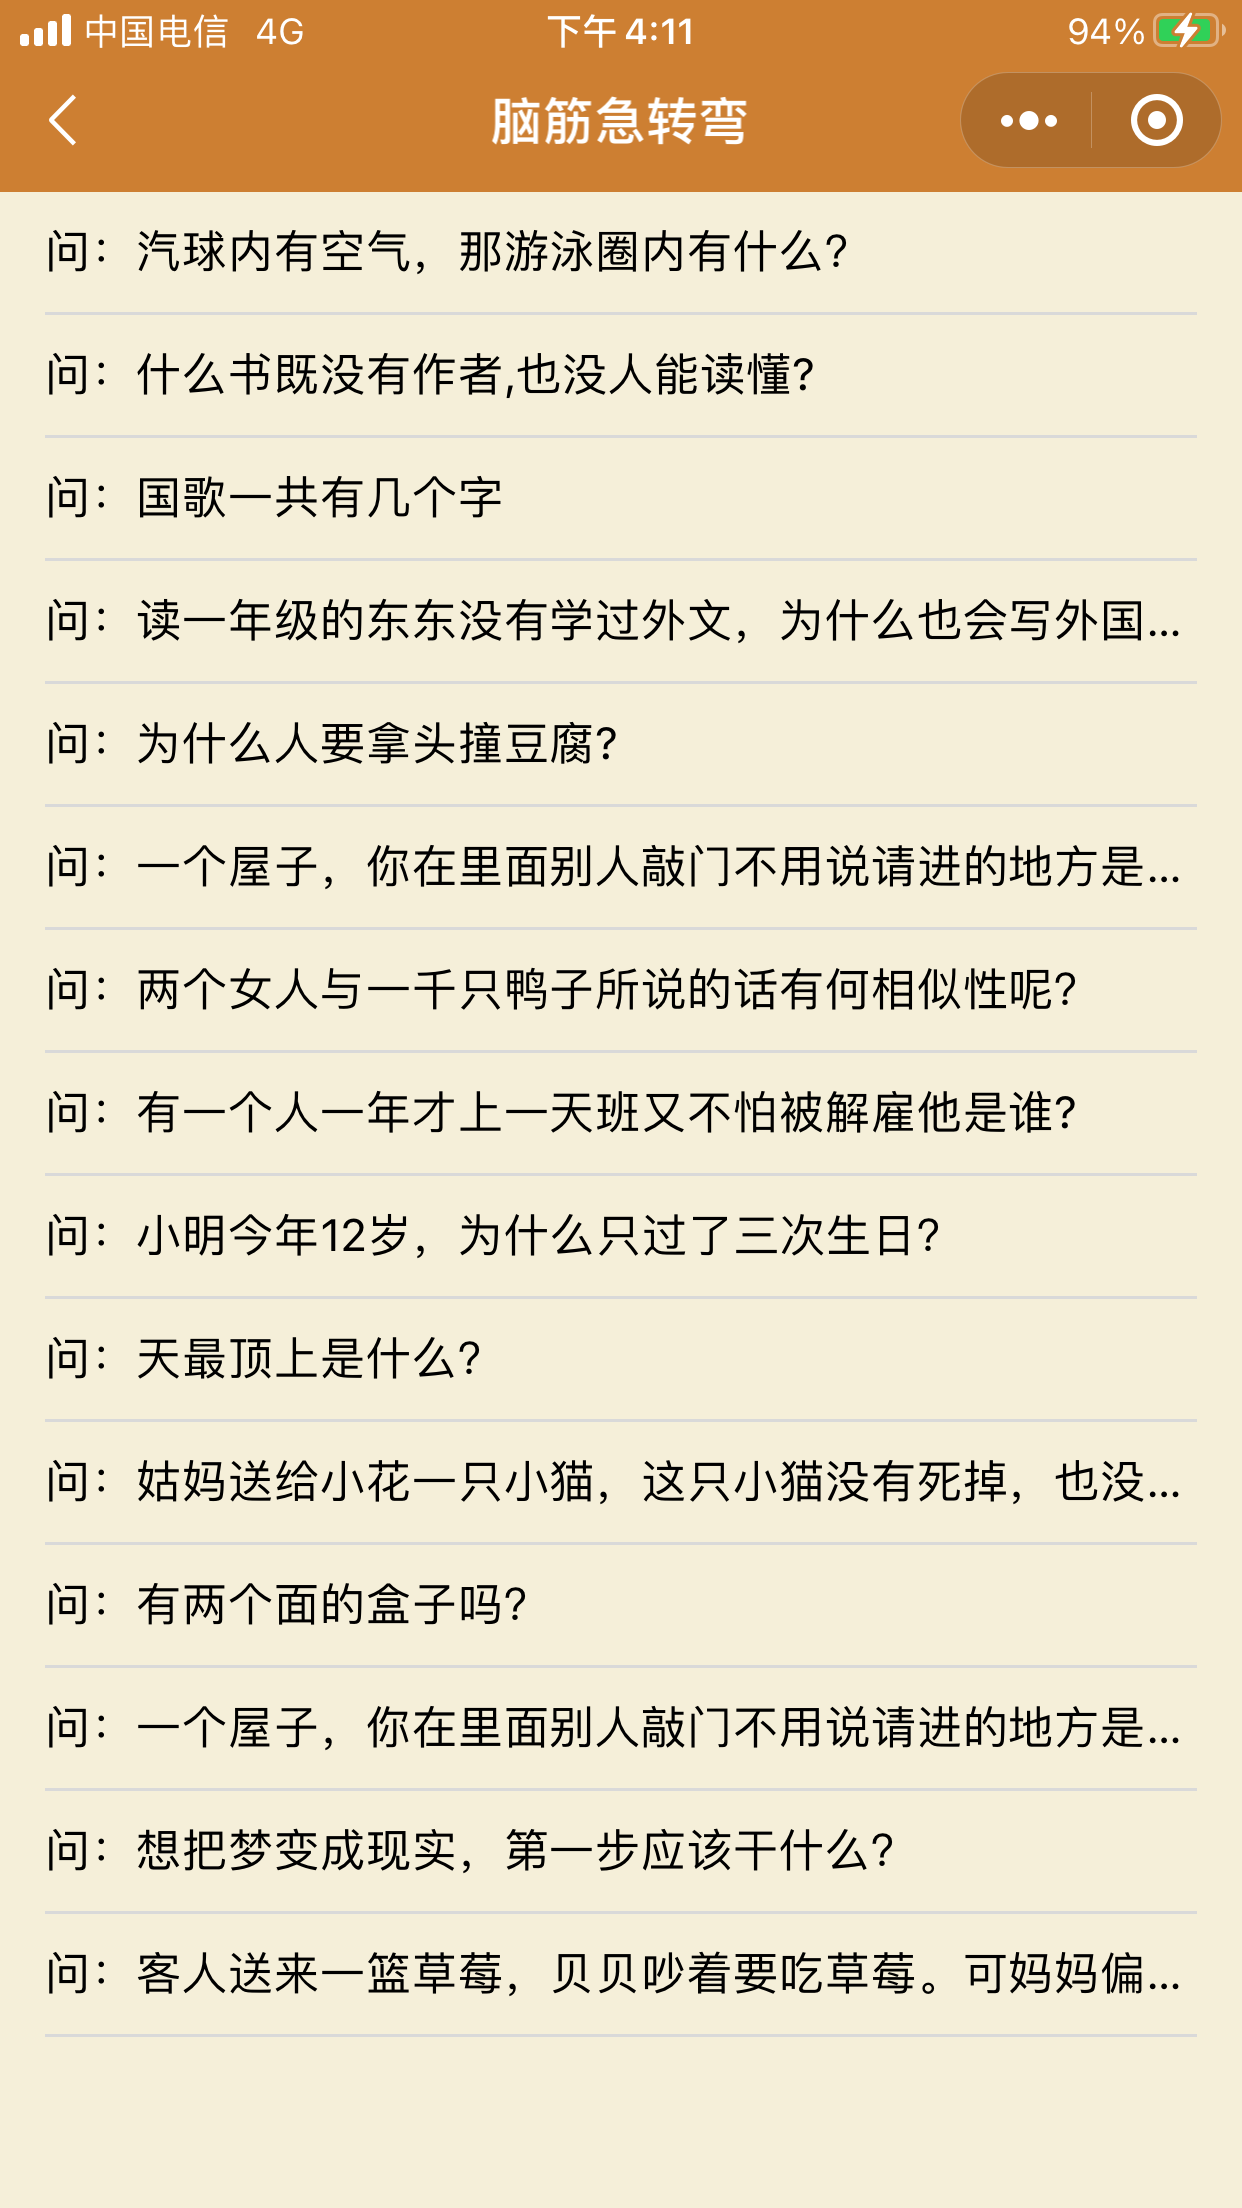 中国电信 4G 下午4:11 94%
脑筋急转弯
问：汽球内有空气，那游泳圈内有什么?
问：什么书既没有作者,也没人能读懂?
问：国歌一共有几个字
问：读一年级的东东没有学过外文，为什么也会写外国...
问：为什么人要拿头撞豆腐?
问：一个屋子，你在里面别人敲门不用说请进的地方是...
问：两个女人与一千只鸭子所说的话有何相似性呢?
问：有一个人一年才上一天班又不怕被解雇他是谁?
问：小明今年12岁，为什么只过了三次生日?
问：天最顶上是什么?
问：姑妈送给小花一只小猫，这只小猫没有死掉，也没...
问：有两个面的盒子吗?
问：一个屋子，你在里面别人敲门不用说请进的地方是...
问：想把梦变成现实，第一步应该干什么?
问：客人送来一篮草莓，贝贝吵着要吃草莓。可妈妈偏...